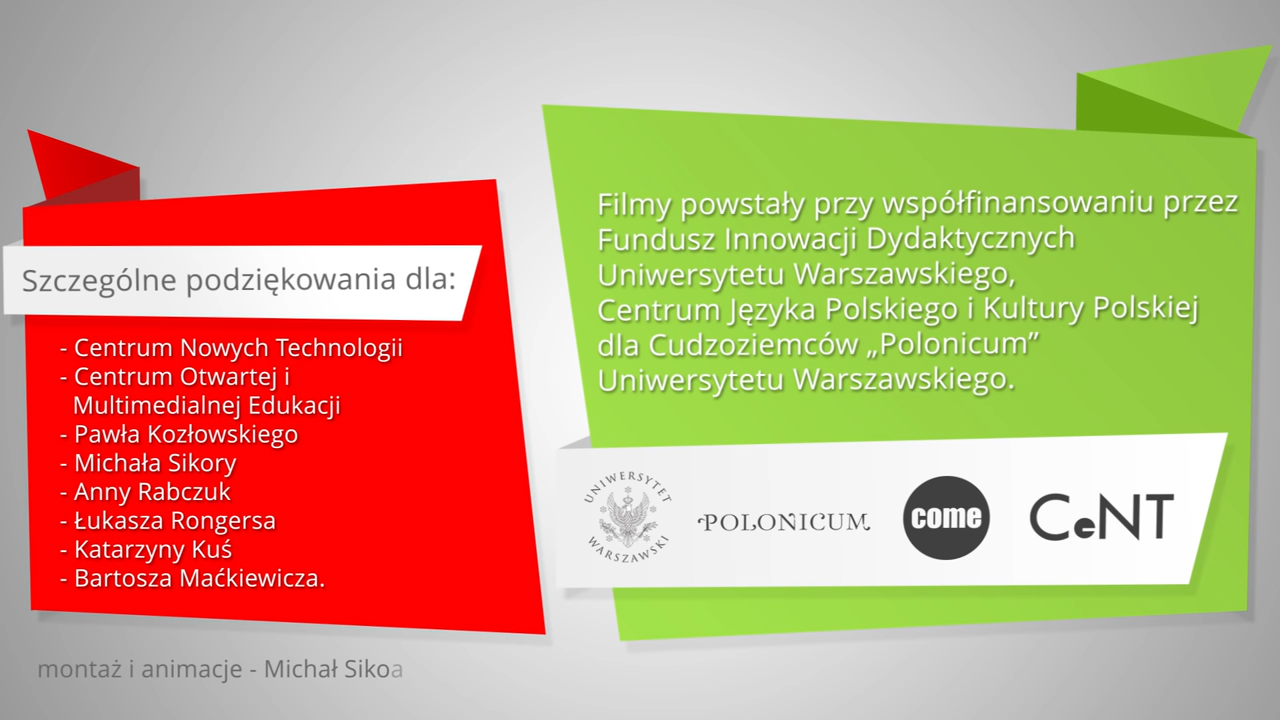 Szczególne podziękowania dla:
- Centrum Nowych Technologii
- Centrum Otwartej i
Multimedialnej Edukacji
- Pawła Kozłowskiego
- Michała Sikory
- Anny Rabczuk
- Łukasza Rongersa
- Katarzyny Kuś
- Bartosza Maćkiewicza.
montaż i animacje - Michał Sikoa
Filmy powstały przy współfinansowaniu przez
Fundusz Innowacji Dydaktycznych
Uniwersytetu Warszawskiego,
Centrum Języka Polskiego i Kultury Polskiej
dla Cudzoziemców „Polonicum”
Uniwersytetu Warszawskiego.
UNIWERSYTET WARSZAWSKI
POLONICUM
come
CeNT